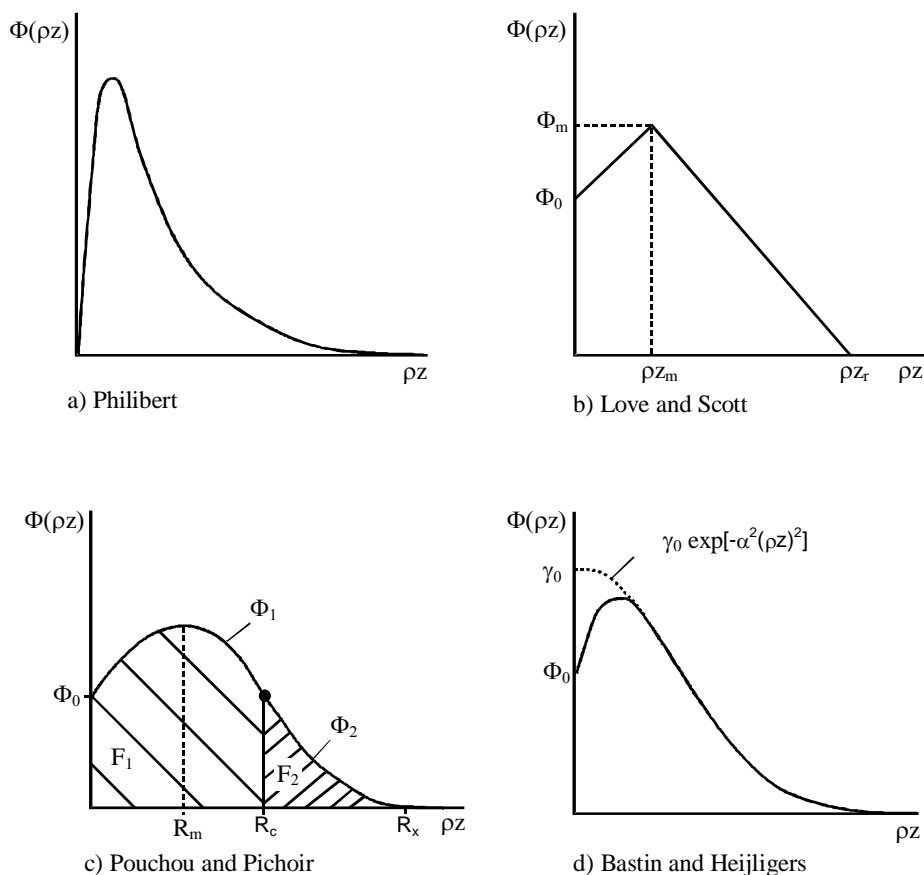 Φ(ρz)
ρz
a) Philibert
Φ(ρz)
Φm
Φ0
ρzm
ρzr
ρz
b) Love and Scott
Φ(ρz)
Φ0
Φ1
Φ2
F1
F2
Rm
Rc
Rx
ρz
c) Pouchou and Pichoir
Φ(ρz)
γ0 exp[-α²(ρz)²]
γ0
Φ0
ρz
d) Bastin and Heijligers